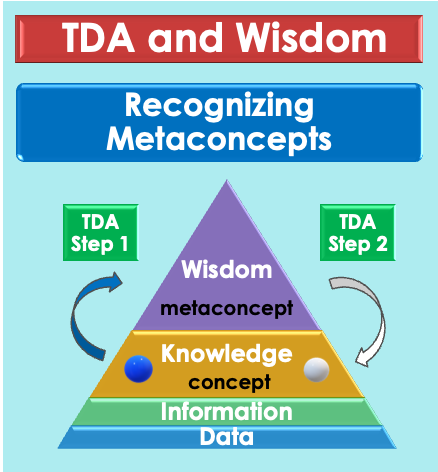 TDA and Wisdom
Recognizing
Metaconcepts
TDA
Step 1
TDA
Step 2
Wisdom
metaconcept
Knowledge
concept
Information
Data